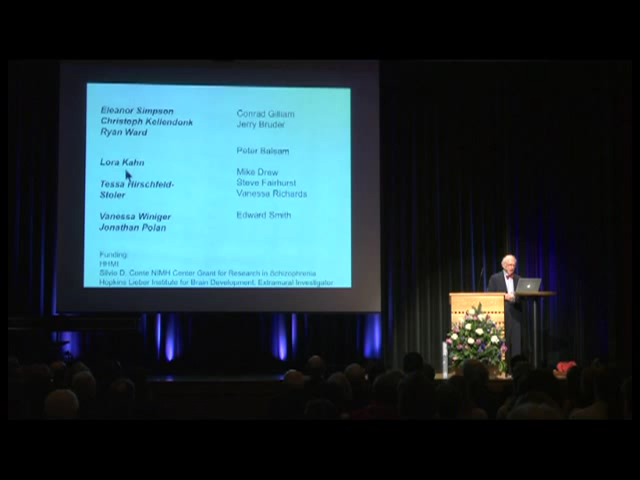 Eleanor Simpson
Christoph Kellendonk
Ryan Ward
Lora Kahn
Tessa Hirschfeld-
Stoler
Vanessa Winiger
Jonathan Polan
Conrad Gilliam
Jerry Bruder
Peter Balsam
Mike Drew
Steve Fairhurst
Vanessa Richards
Edward Smith
Funding:
HHMI
Silvio O. Conte NIMH Center Grant for Research in Schizophrenia
Hopkins Lieber Institute for Brain Development, Extramural Investigator